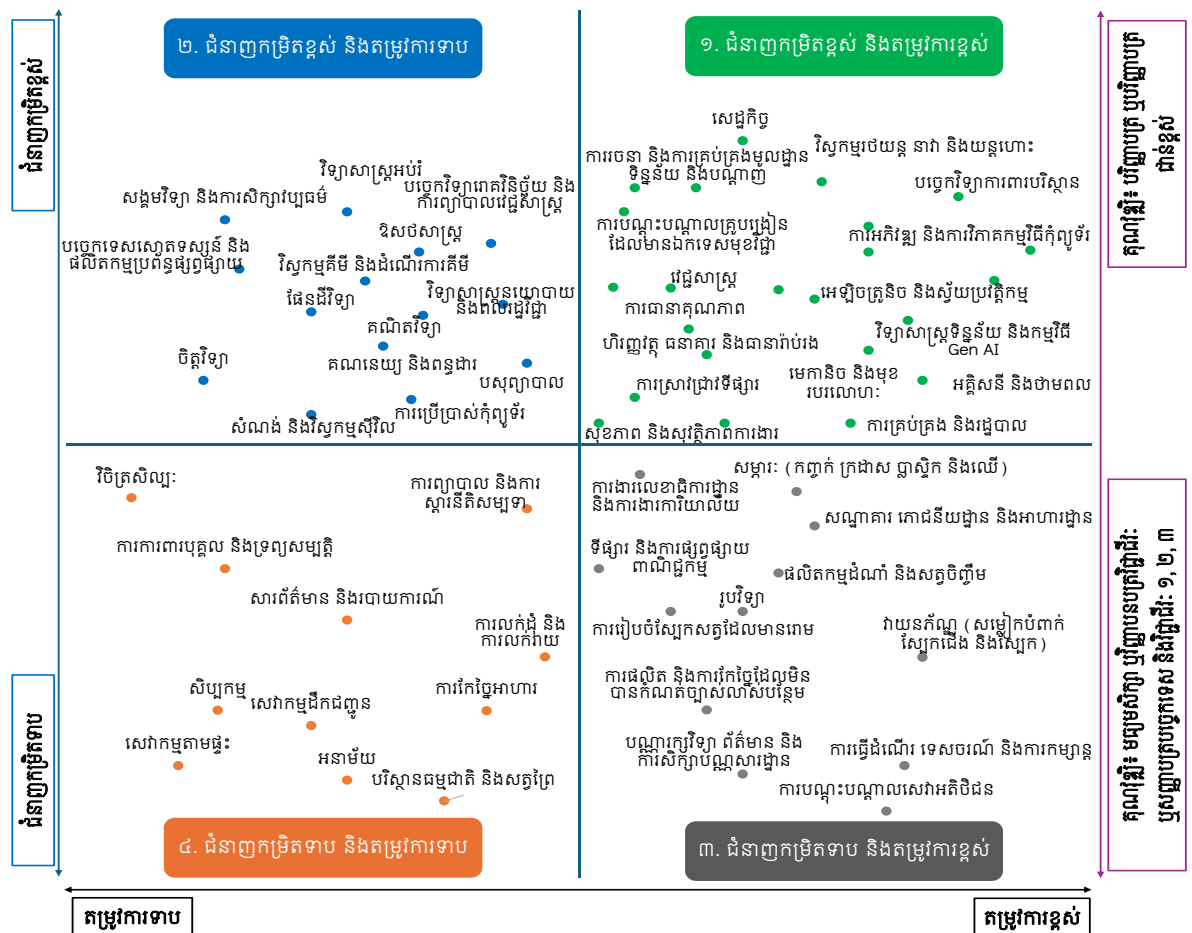 ២. ជំនាញកម្រិតខ្ពស់ និងតម្រូវការទាប
១. ជំនាញកម្រិតខ្ពស់ និងតម្រូវការខ្ពស់
ជំនាញកម្រិតខ្ពស់
គុណវុឌ្ឍិ៖ បរិញ្ញាបត្រ ឬបរិញ្ញាបត្រ
ជាន់ខ្ពស់
វិទ្យាសាស្ត្រអប់រំ
សង្គមវិទ្យា និងការសិក្សាវប្បធម៌
បច្ចេកវិទ្យារោគវិនិច្ឆ័យ និង
ការព្យាបាលវេជ្ជសាស្ត្រ
ឱសថសាស្ត្រ
បច្ចេកទេសសោតទស្សន៍ និង
ផលិតកម្មប្រព័ន្ធផ្សព្វផ្សាយ
វិស្វកម្មគីមី និងដំណើរការគីមី
ផែនដីវិទ្យា
វិទ្យាសាស្ត្រនយោបាយ
និងពលរដ្ឋវិជ្ជា
គណិតវិទ្យា
ចិត្តវិទ្យា
គណនេយ្យ និងពន្ធដារ
បសុព្យាបាល
ការប្រើប្រាស់កុំព្យូទ័រ
សំណង់ និងវិស្វកម្មស៊ីវិល
សេដ្ឋកិច្ច
វិស្វកម្មរថយន្ត នាវា និងយន្តហោះ
ការរចនា និងការគ្រប់គ្រងមូលដ្ឋាន
ទិន្នន័យ និងបណ្តាញ
បច្ចេកវិទ្យាការពារបរិស្ថាន
ការបណ្តុះបណ្តាលគ្រូបង្រៀន
ដែលមានឯកទេសមុខវិជ្ជា
ការអភិវឌ្ឍ និងការវិភាគកម្មវិធីកុំព្យូទ័រ
វេជ្ជសាស្ត្រ
អេឡិចត្រូនិច និងស្វ័យប្រវត្តិកម្ម
ការធានាគុណភាព
វិទ្យាសាស្ត្រទិន្នន័យ និងកម្មវិធី
Gen AI
ហិរញ្ញវត្ថុ ធនាគារ និងធានារ៉ាប់រង
មេកានិច និងមុខ
របរលោហៈ
ការស្រាវជ្រាវទីផ្សារ
អគ្គិសនី និងថាមពល
ការគ្រប់គ្រង និងរដ្ឋបាល
សុខភាព និងសុវត្ថិភាពការងារ
វិចិត្រសិល្បៈ
ការព្យាបាល និងការ
ស្តារនីតិសម្បទា
ការការពារបុគ្គល និងទ្រព្យសម្បត្តិ
សារព័ត៌មាន និងរបាយការណ៍
ការលក់ដុំ និង
ការលក់រាយ
សិប្បកម្ម
សេវាកម្មដឹកជញ្ជូន
ការកែច្នៃអាហារ
សេវាកម្មតាមផ្ទះ
អនាម័យ
បរិស្ថានធម្មជាតិ និងសត្វព្រៃ
សម្ភារៈ (កញ្ចក់ ក្រដាស ប្លាស្ទិក និងឈើ)
ការងារលេខាធិការដ្ឋាន
និងការងារការិយាល័យ
សណ្ឋាគារ ភោជនីយដ្ឋាន និងអាហារដ្ឋាន
ទីផ្សារ និងការផ្សព្វផ្សាយ
ពាណិជ្ជកម្ម
ផលិតកម្មដំណាំ និងសត្វចិញ្ចឹម
រូបវិទ្យា
ការរៀបចំស្បែកសត្វដែលមានរោម
វាយនភ័ណ្ឌ (សម្លៀកបំពាក់
ស្បែកជើង និងស្បែក)
ការផលិត និងការកែច្នៃដែលមិន
បានកំណត់ច្បាស់លាស់បន្ថែម
បណ្ណារក្សវិទ្យា ព័ត៌មាន និង
ការសិក្សាបណ្ណសារដ្ឋាន
ការធ្វើដំណើរ ទេសចរណ៍ និងការកម្សាន្ត
ការបណ្តុះបណ្តាលសេវាអតិថិជន
ជំនាញកម្រិតទាប
គុណវុឌ្ឍិ៖ មធ្យមសិក្សា ឬវិញ្ញាបនបត្រវិជ្ជាជីវៈ
ឬសញ្ញាបត្របច្ចេកទេស និងវិជ្ជាជីវៈ ១, ២, ៣
៤. ជំនាញកម្រិតទាប និងតម្រូវការទាប
៣. ជំនាញកម្រិតទាប និងតម្រូវការខ្ពស់
តម្រូវការទាប
តម្រូវការខ្ពស់